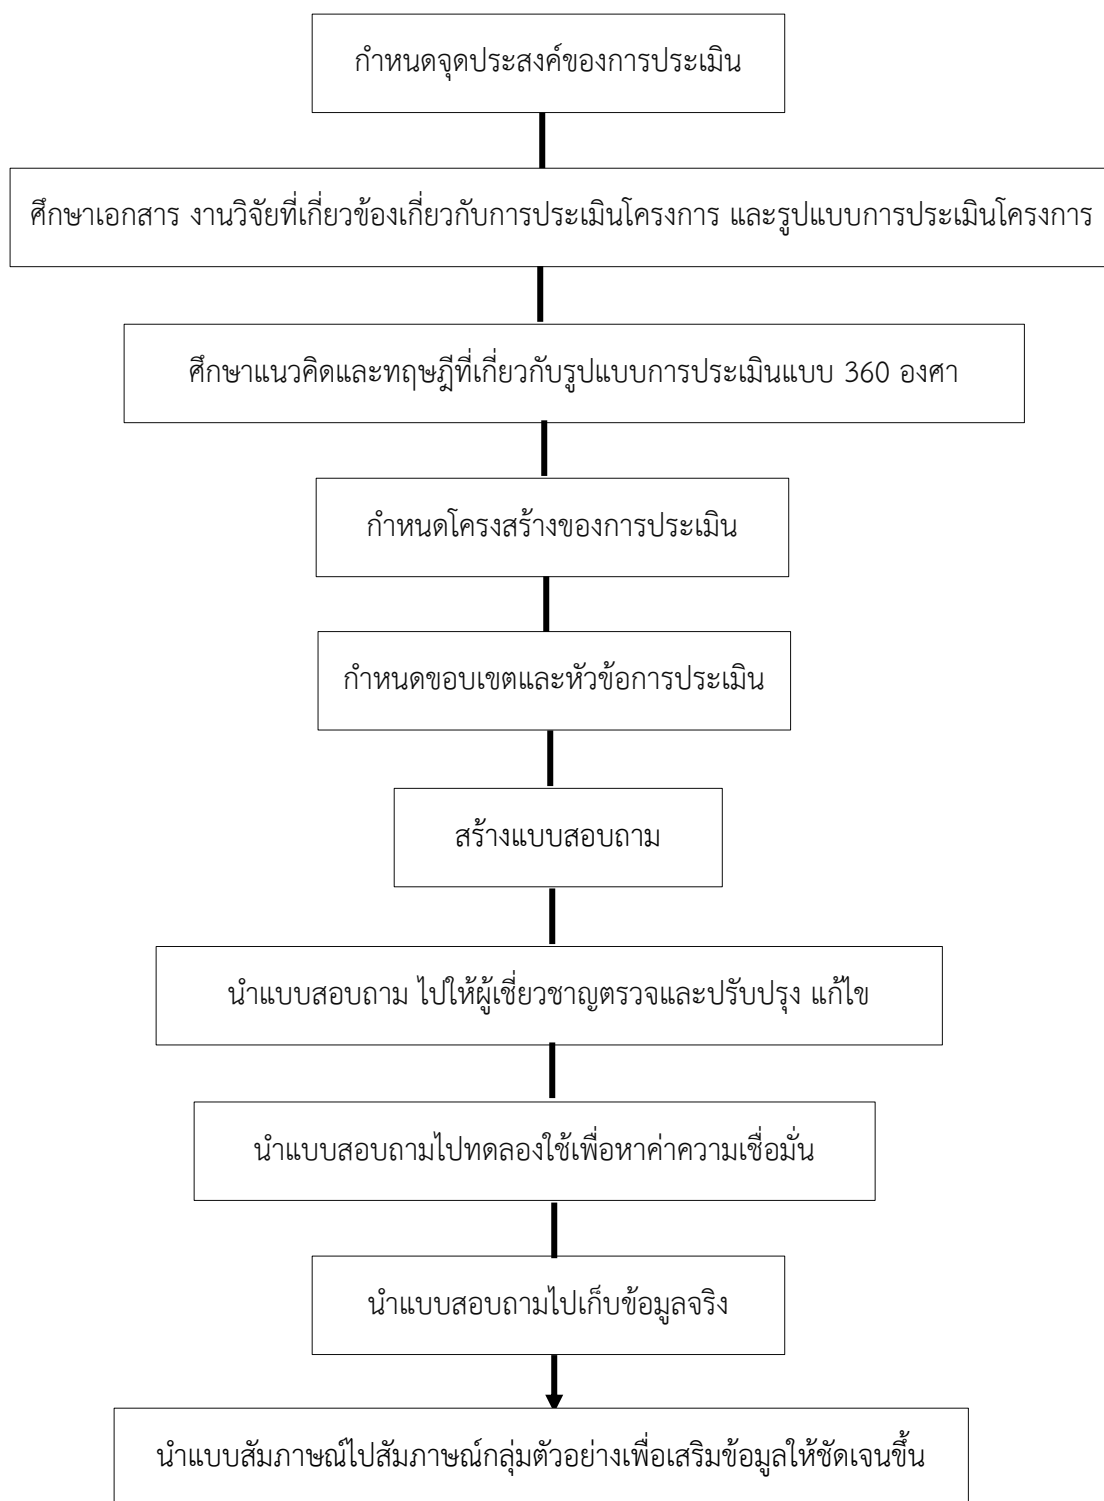 กำหนดจุดประสงค์ของการประเมิน
ศึกษาเอกสาร งานวิจัยที่เกี่ยวข้องเกี่ยวกับการประเมินโครงการ และรูปแบบการประเมินโครงการ
ศึกษาแนวคิดและทฤษฎีที่เกี่ยวกับรูปแบบการประเมินแบบ 360 องศา
กำหนดโครงสร้างของการประเมิน
กำหนดขอบเขตและหัวข้อการประเมิน
สร้างแบบสอบถาม
นำแบบสอบถาม ไปให้ผู้เชี่ยวชาญตรวจและปรับปรุง แก้ไข
นำแบบสอบถามไปทดลองใช้เพื่อหาค่าความเชื่อมั่น
นำแบบสอบถามไปเก็บข้อมูลจริง
นำแบบสัมภาษณ์ไปสัมภาษณ์กลุ่มตัวอย่างเพื่อเสริมข้อมูลให้ชัดเจนขึ้น